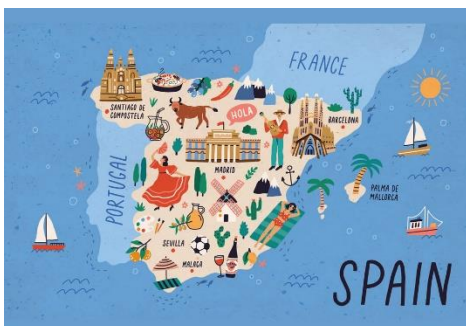 FRANCE
SANTIAGO DE
COMPOSTELA
HOLA
BARCELONA
PORTUGAL
MADRID
PALMA DE
MALLORCA
SEVILLA
MALAGA
SPAIN